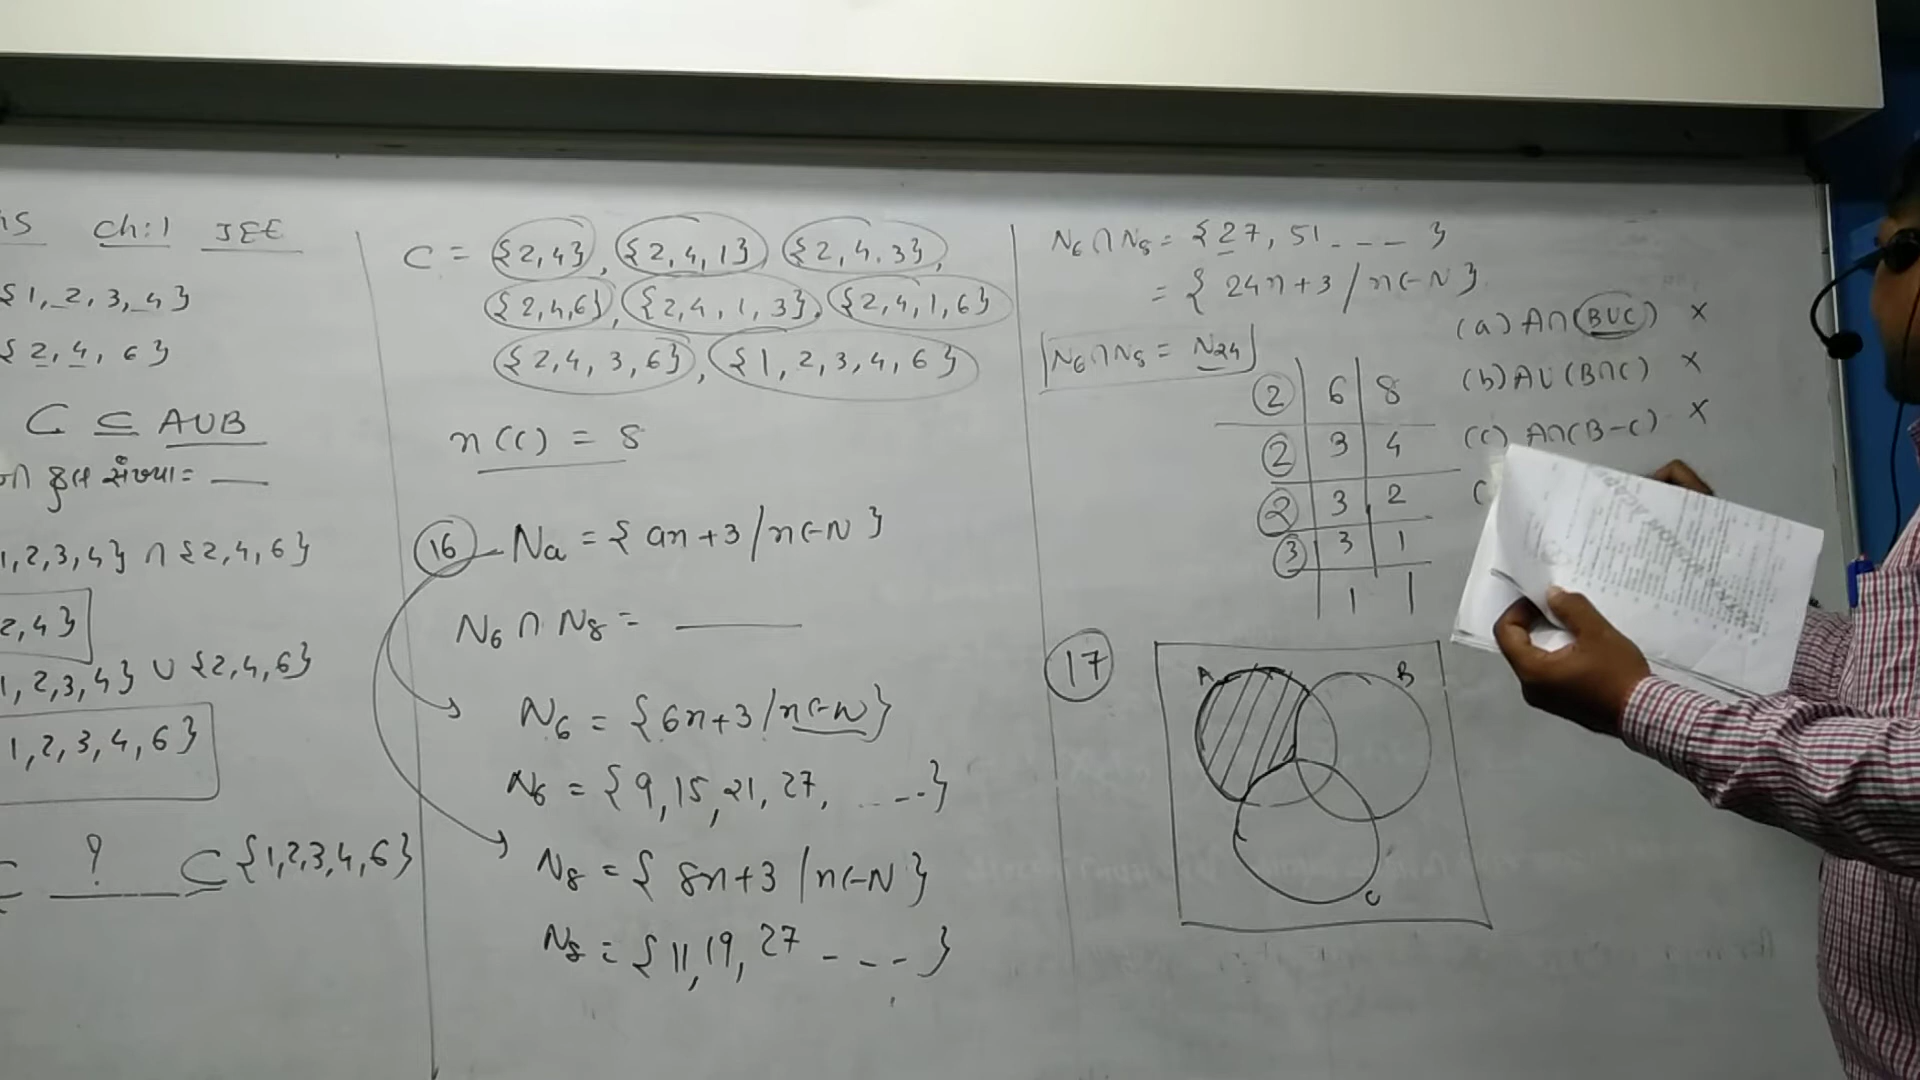 ch:1 JEE
{1, 2, 3, 4}
{2, 4, 6}
C ⊆ A∪B
कुल संख्या = __
1, 2, 3, 4} ∩ {2, 4, 6}
2, 4}
1, 2, 3, 4} ∪ {2, 4, 6}
1, 2, 3, 4, 6}
? ⊆ {1, 2, 3, 4, 6}
C = {2, 4}, {2, 4, 1} {2, 4, 3},
{2, 4, 6}, {2, 4, 1, 3}, {2, 4, 1, 6}
{2, 4, 3, 6}, {1, 2, 3, 4, 6}
n(C) = 8
16 Na = {an+3 / n∈N}
N6 ∩ N8 = ____
N6 = {6n+3 / n∈N}
N6 = {9, 15, 21, 27, ....}
N8 = {8n+3 / n∈N}
N8 = {11, 19, 27 - - - }
N6 ∩ N8 = {27, 51 - - - }
= {24n+3 / n∈N}
N6 ∩ N8 = N24
2 | 6 | 8
2 | 3 | 4
2 | 3 | 2
3 | 3 | 1
| 1 | 1
(a) A∩(B∪C) ×
(b) A∪(B∩C) ×
(c) A∩(B-C) ×
(
17
A B
C